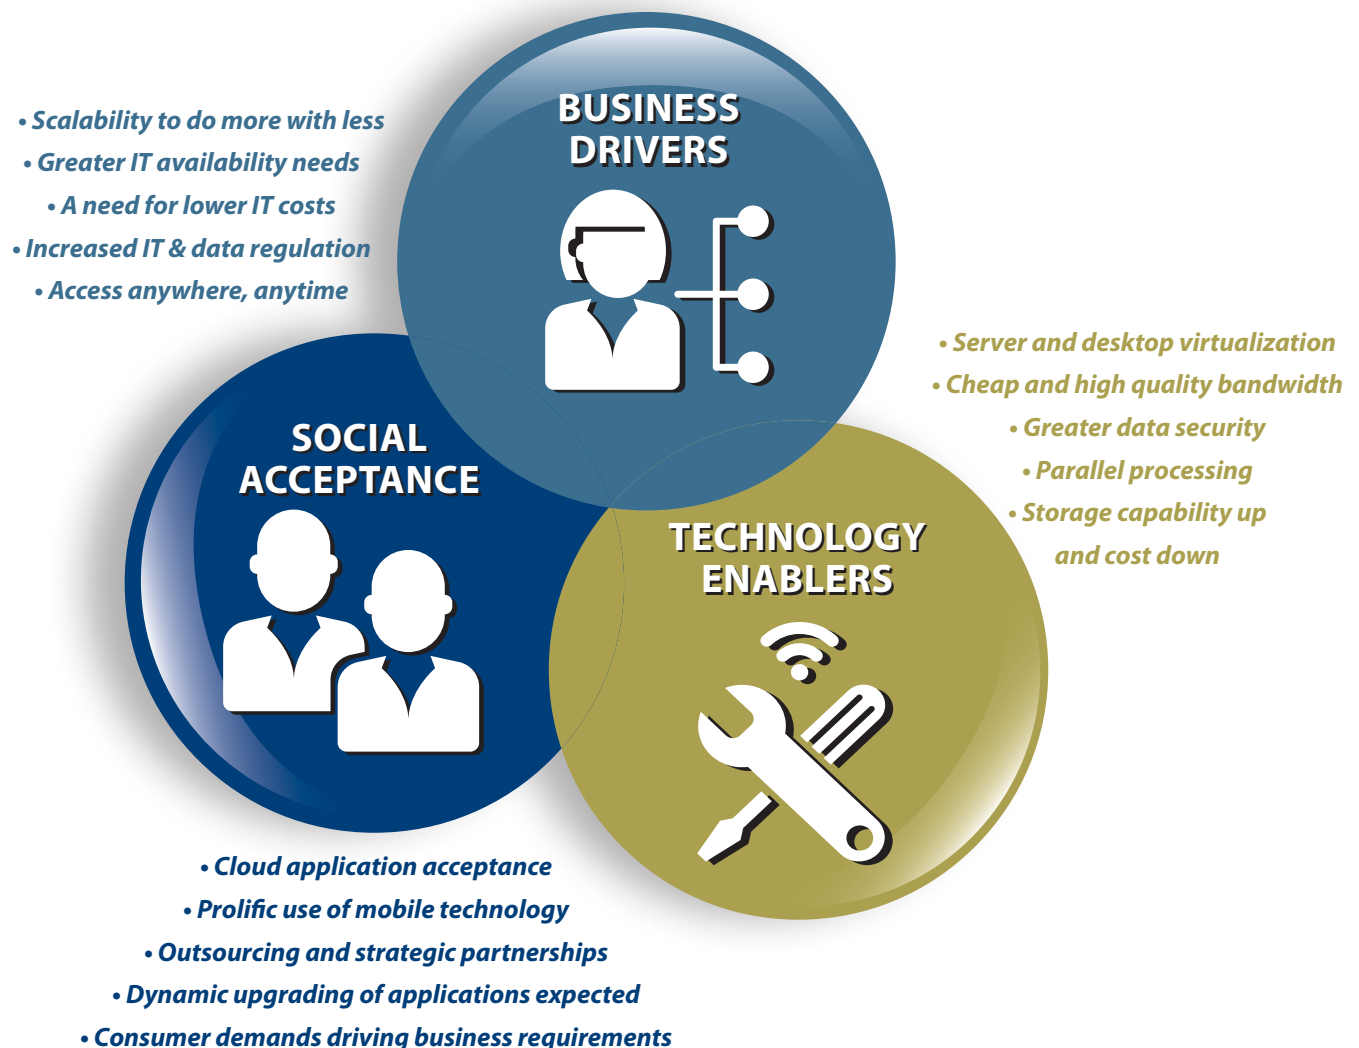 BUSINESS
DRIVERS
• Scalability to do more with less
• Greater IT availability needs
• A need for lower IT costs
• Increased IT & data regulation
• Access anywhere, anytime
• Server and desktop virtualization
• Cheap and high quality bandwidth
• Greater data security
• Parallel processing
• Storage capability up
and cost down
SOCIAL
ACCEPTANCE
TECHNOLOGY
ENABLERS
• Cloud application acceptance
• Prolific use of mobile technology
• Outsourcing and strategic partnerships
• Dynamic upgrading of applications expected
• Consumer demands driving business requirements